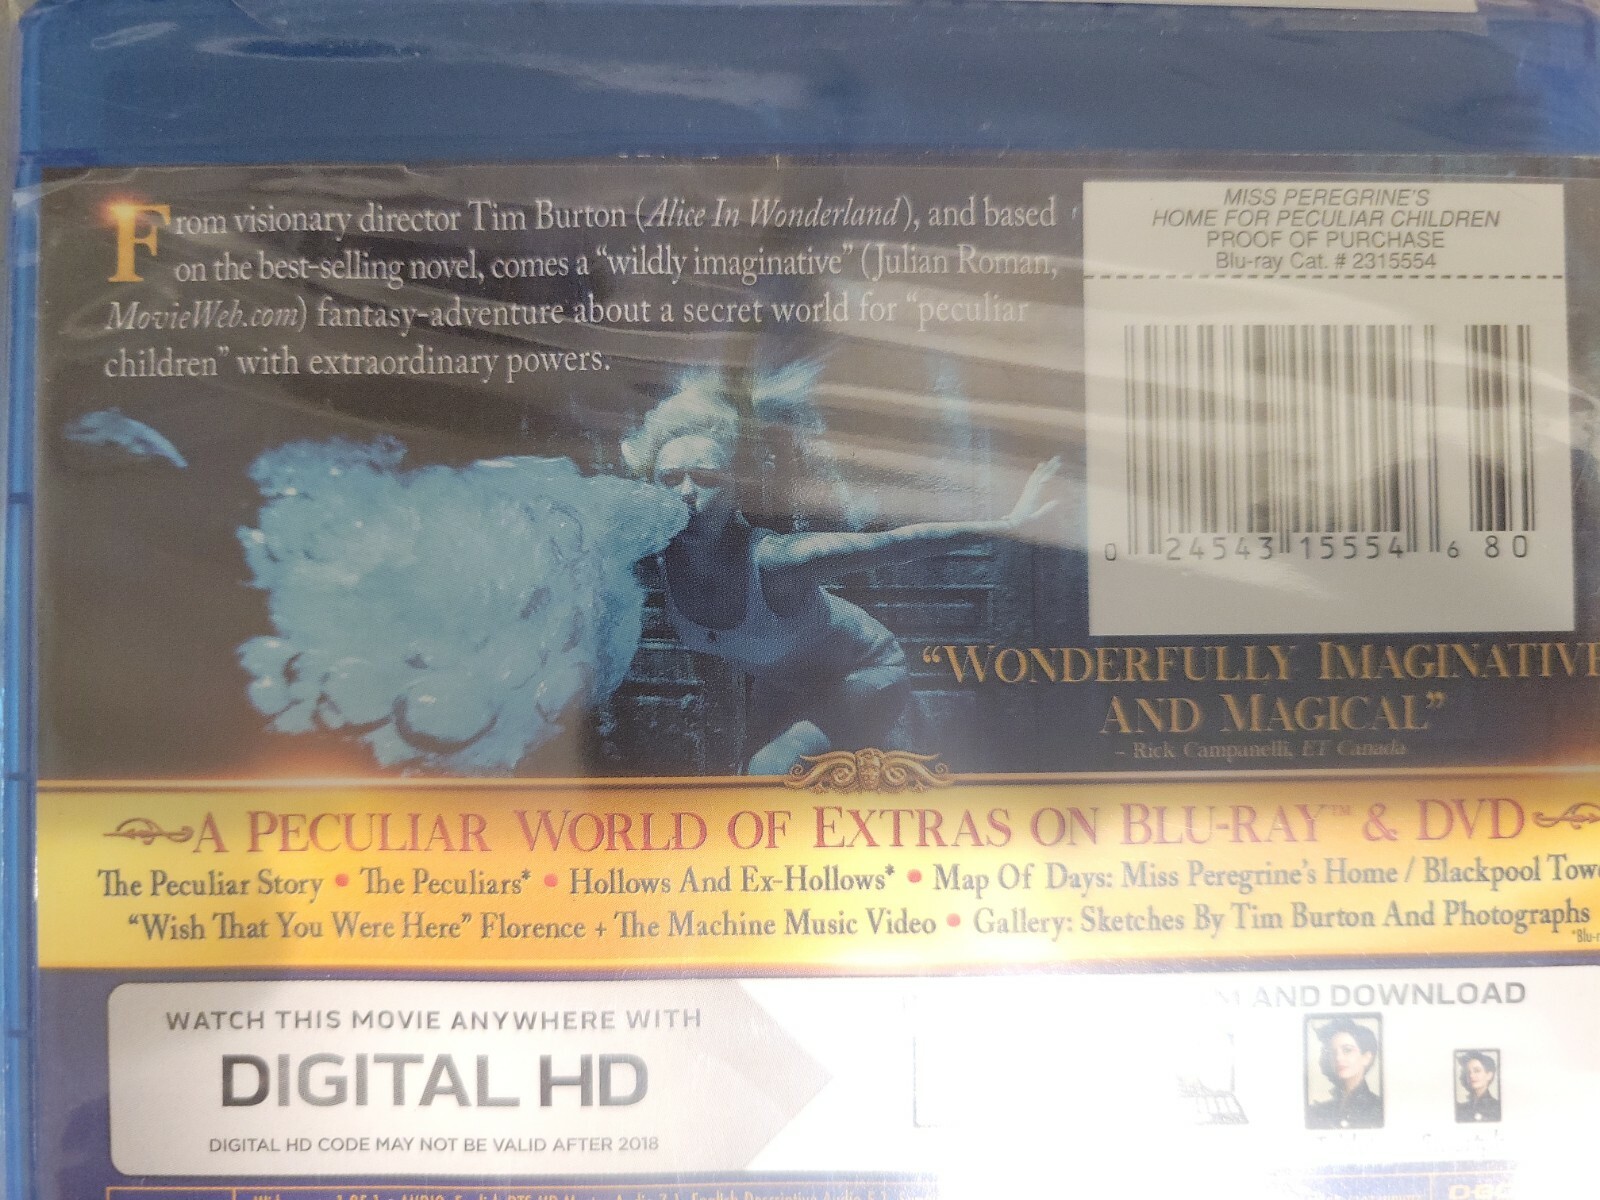 From visionary director Tim Burton (Alice In Wonderland), and based
on the best-selling novel, comes a “wildly imaginative” (Julian Roman,
MovieWeb.com) fantasy-adventure about a secret world for “peculiar
children” with extraordinary powers.
MISS PEREGRINE'S
HOME FOR PECULIAR CHILDREN
PROOF OF PURCHASE
Blu-ray Cat. # 2315554
0 24543 15554 6 80
“WONDERFULLY IMAGINATIVE
AND MAGICAL”
– Rick Campanelli, ET Canada
A PECULIAR WORLD OF EXTRAS ON BLU-RAY™ & DVD
The Peculiar Story • The Peculiars* • Hollows And Ex-Hollows* • Map Of Days: Miss Peregrine's Home / Blackpool
“Wish That You Were Here” Florence + The Machine Music Video • Gallery: Sketches By Tim Burton And Photographs
WATCH THIS MOVIE ANYWHERE WITH
DIGITAL HD
DIGITAL HD CODE MAY NOT BE VALID AFTER 2018
AND DOWNLOAD